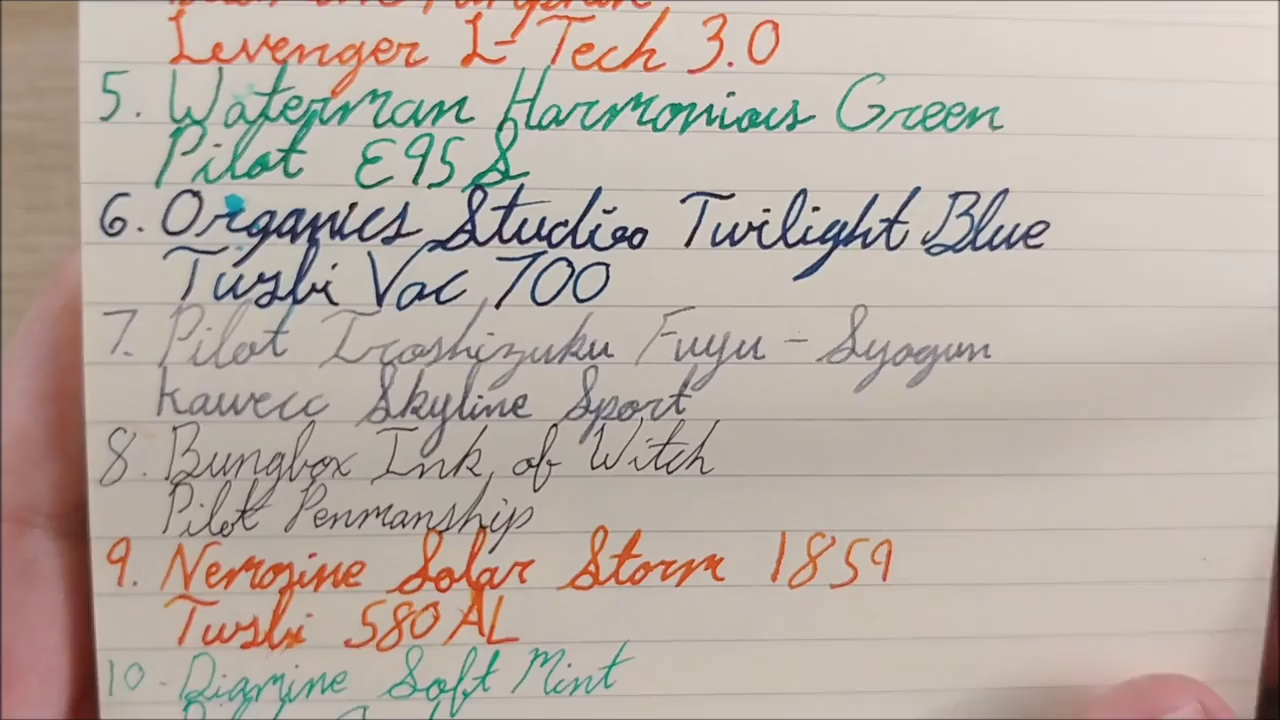 Levenger L-Tech 3.0
5. Waterman Harmonious Green
Pilot E95S
6. Organics Studio Twilight Blue
Twsbi Vac 700
7. Pilot Iroshizuku Fuyu-Syogun
Kaweco Skyline Sport
8. Bungbox Ink of Witch
Pilot Penmanship
9. Nemosine Solar Storm 1859
Twsbi 580 AL
10. Diamine Soft Mint